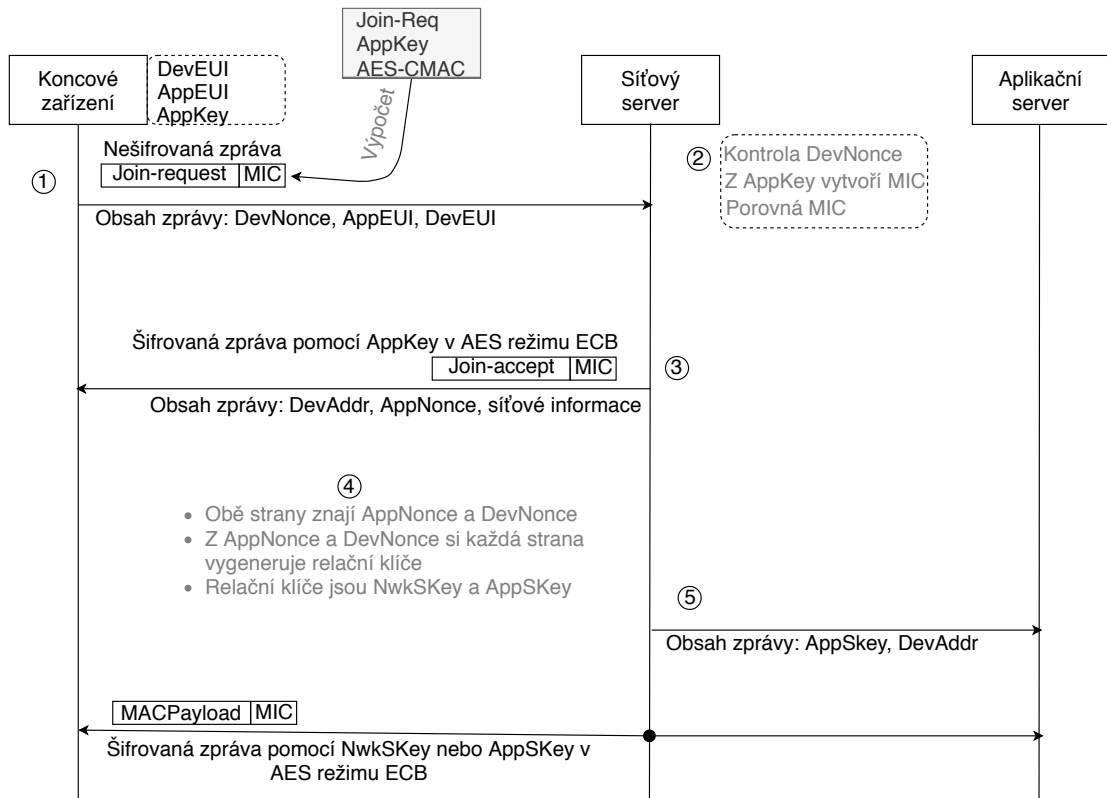 Join-Req
AppKey
AES-CMAC
Koncové
zařízení
DevEUI
AppEUI
AppKey
Síťový
server
Aplikační
server
Výpočet
Nešifrovaná zpráva
1
Join-request MIC
Obsah zprávy: DevNonce, AppEUI, DevEUI
2
Kontrola DevNonce
Z AppKey vytvoří MIC
Porovná MIC
Šifrovaná zpráva pomocí AppKey v AES režimu ECB
Join-accept MIC
3
Obsah zprávy: DevAddr, AppNonce, síťové informace
4
• Obě strany znají AppNonce a DevNonce
• Z AppNonce a DevNonce si každá strana
vygeneruje relační klíče
• Relační klíče jsou NwkSKey a AppSKey
5
Obsah zprávy: AppSkey, DevAddr
MACPayload MIC
Šifrovaná zpráva pomocí NwkSKey nebo AppSKey v
AES režimu ECB